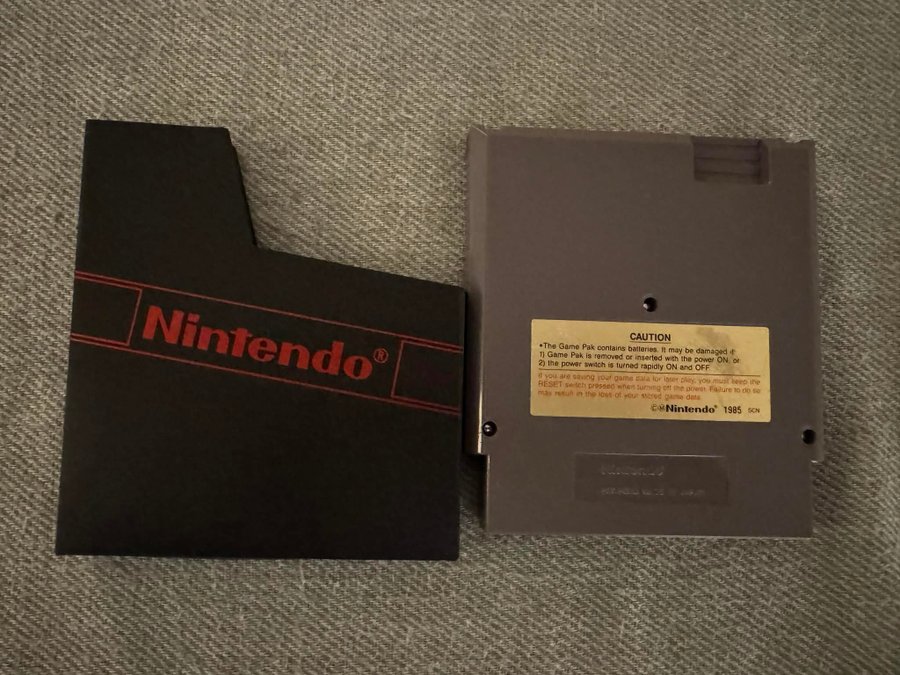 Nintendo®
CAUTION
•The Game Pak contains batteries. It may be damaged if
1) Game Pak is removed or inserted with the power ON, or
2) the power switch is turned rapidly ON and OFF.
If you are saving your game data for later play, you must keep the
RESET switch pressed when turning off the power. Failure to do so
may result in the loss of your stored game data.
©Nintendo® 1985 SCN
Nintendo